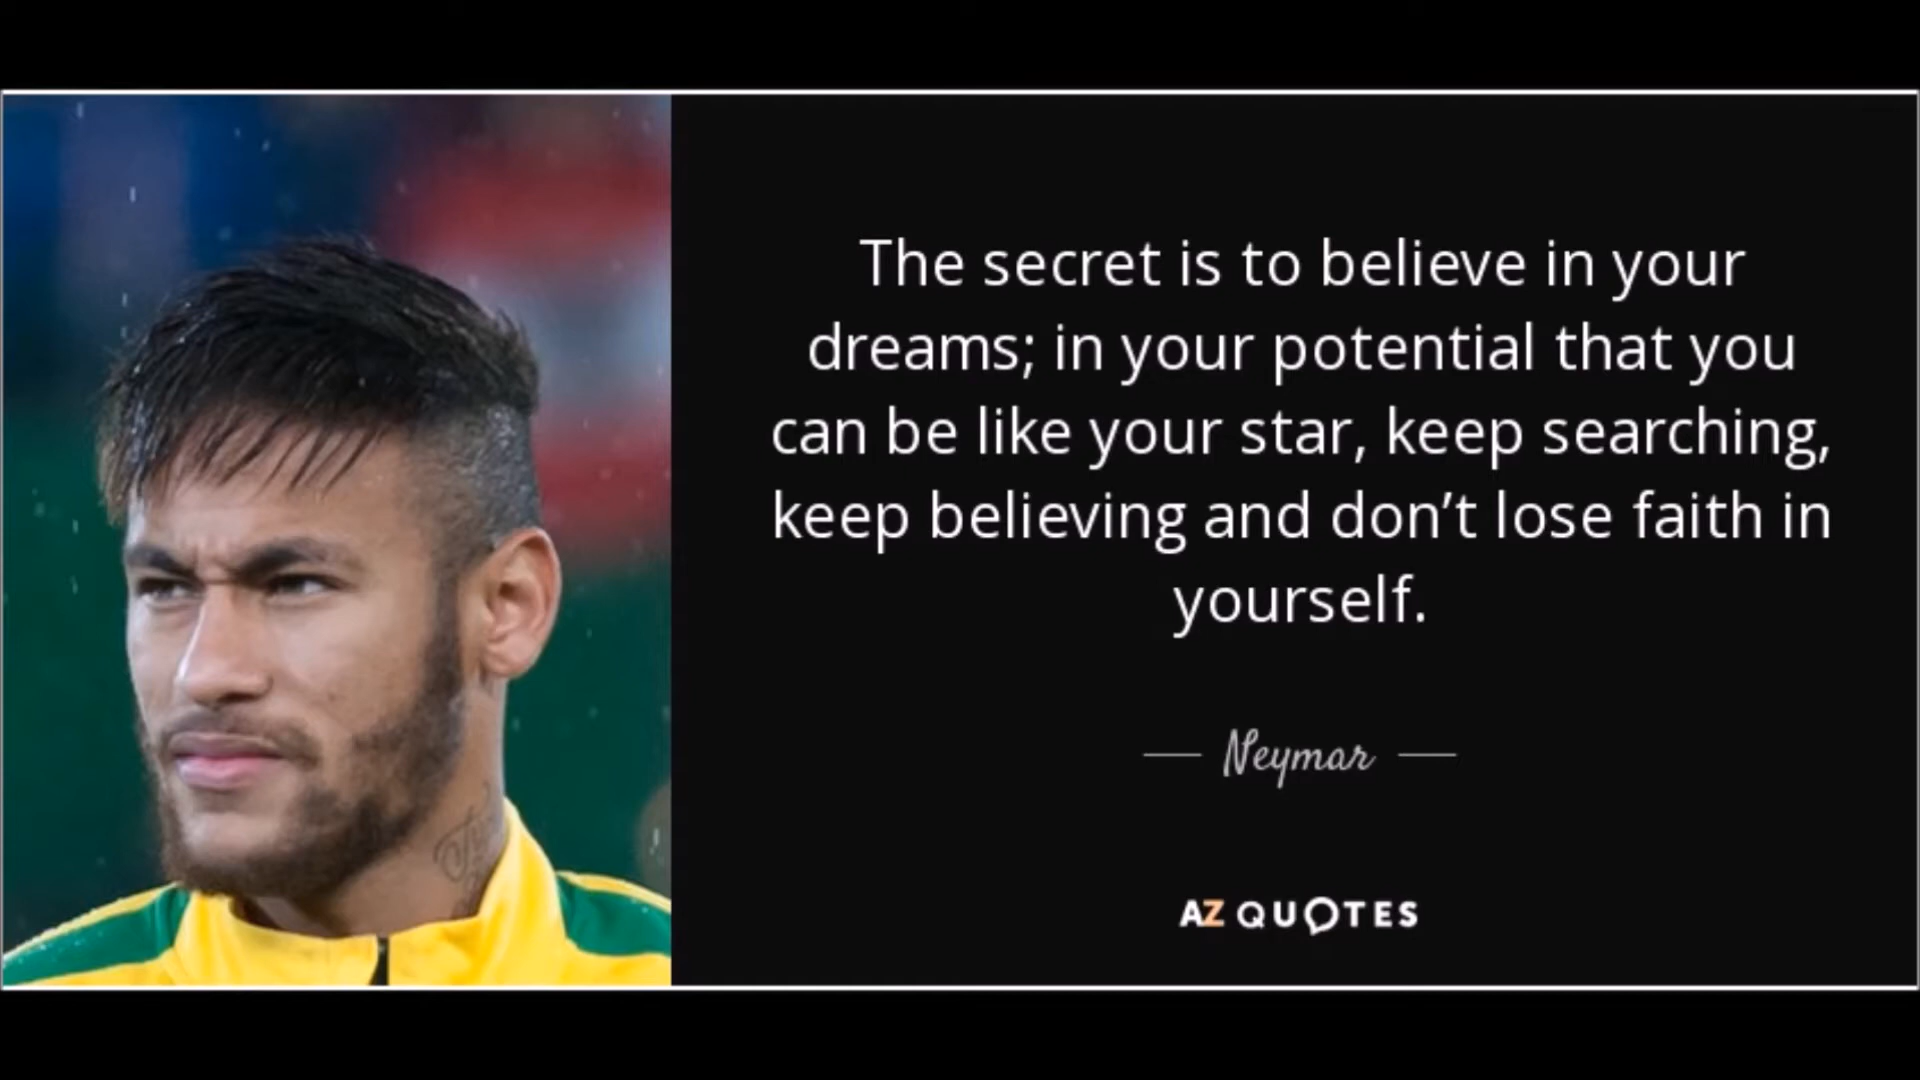 The secret is to believe in your
dreams; in your potential that you
can be like your star, keep searching,
keep believing and don’t lose faith in
yourself.
Neymar
AZ QUOTES